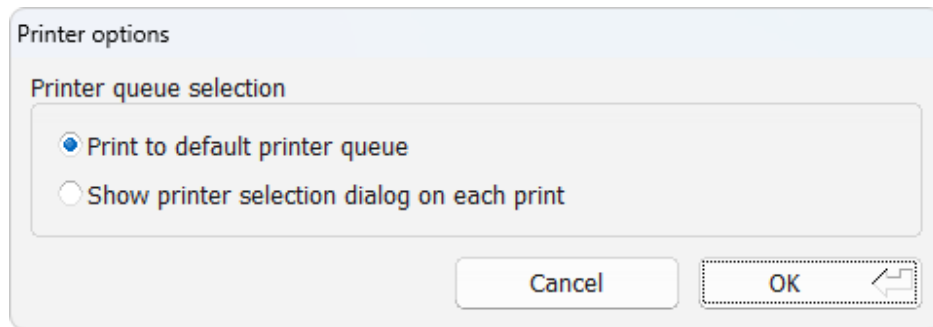 Printer options
Printer queue selection
Print to default printer queue
Show printer selection dialog on each print
Cancel
OK